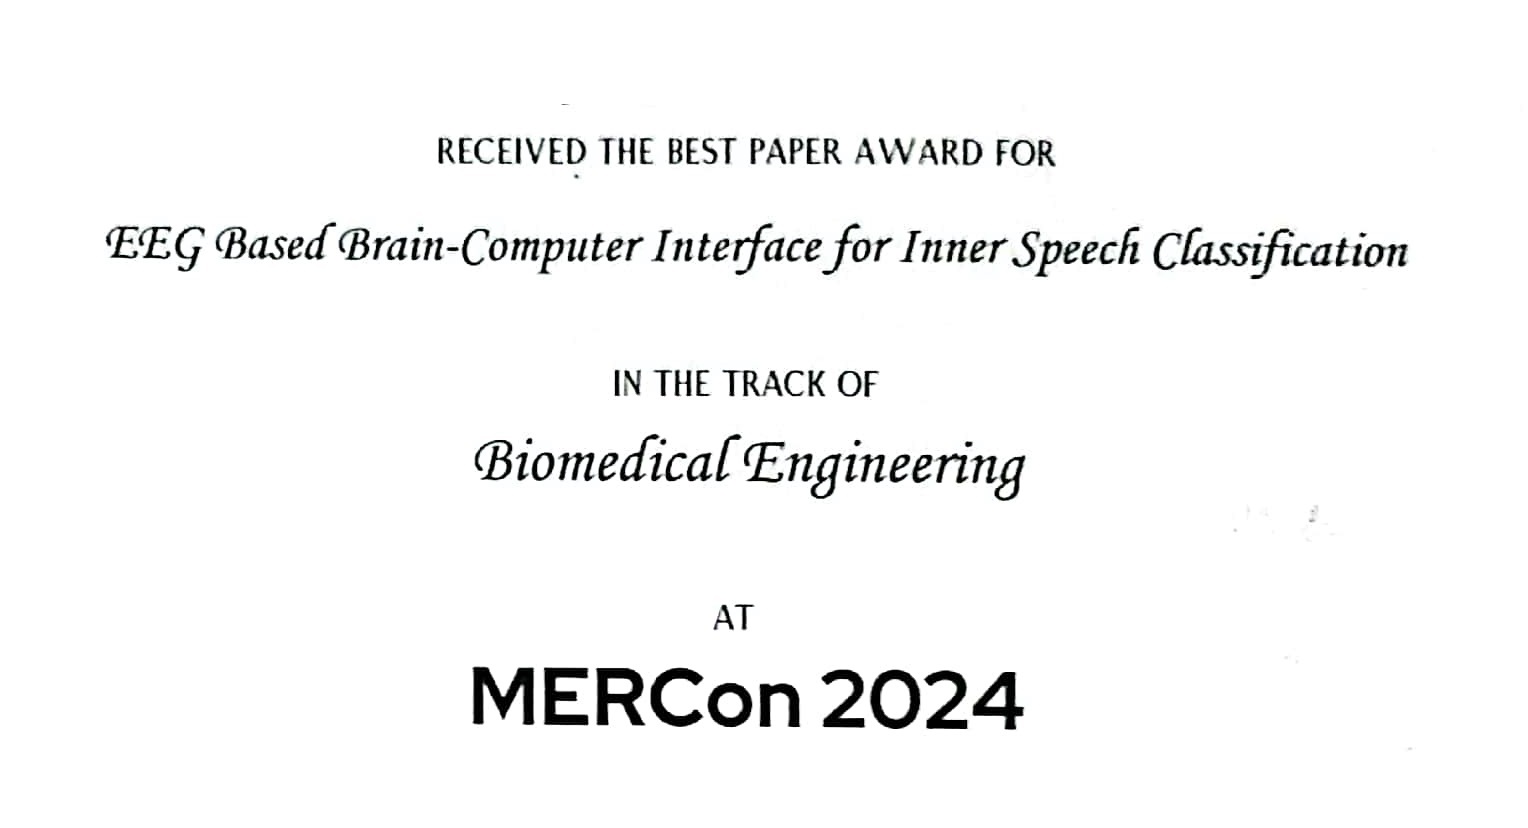 RECEIVED THE BEST PAPER AWARD FOR
EEG Based Brain-Computer Interface for Inner Speech Classification
IN THE TRACK OF
Biomedical Engineering
AT
MERCon 2024